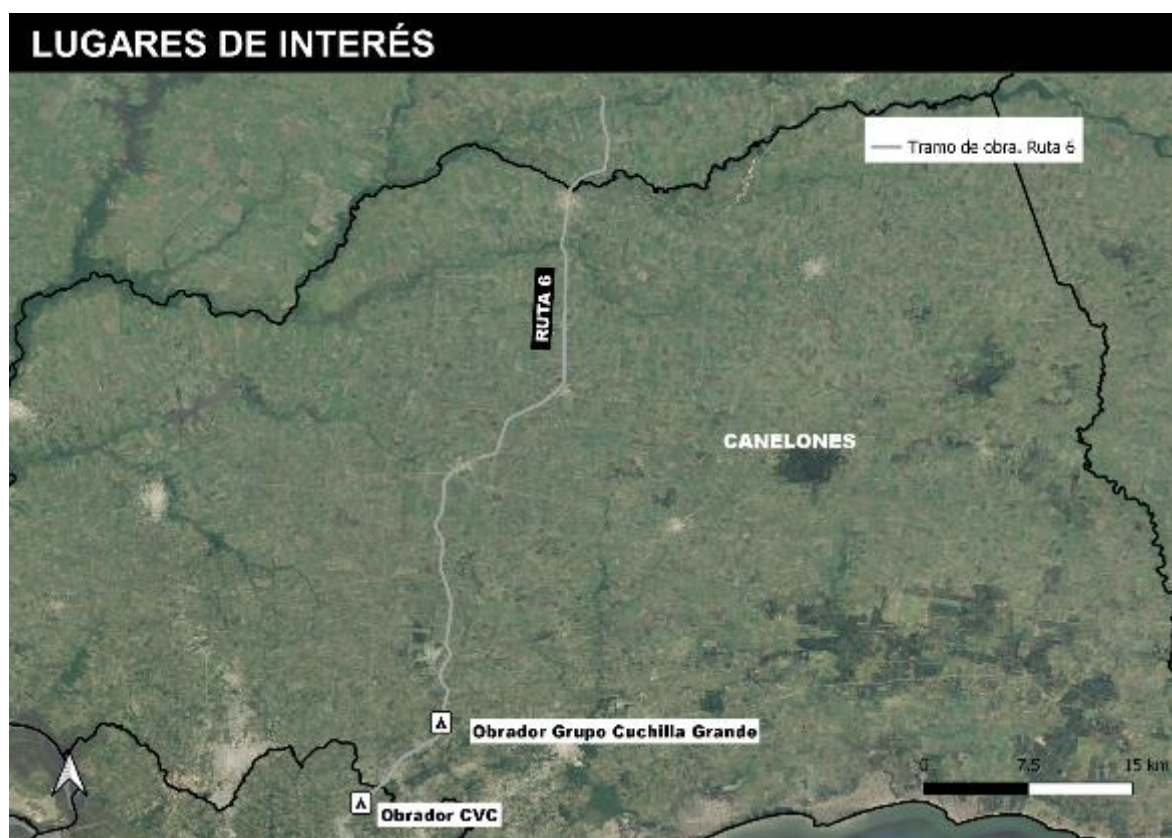 LUGARES DE INTERÉS
Tramo de obra. Ruta 6
RUTA 6
CANELONES
Obrador Grupo Cuchilla Grande
0 7.5 15 km
Obrador CVC